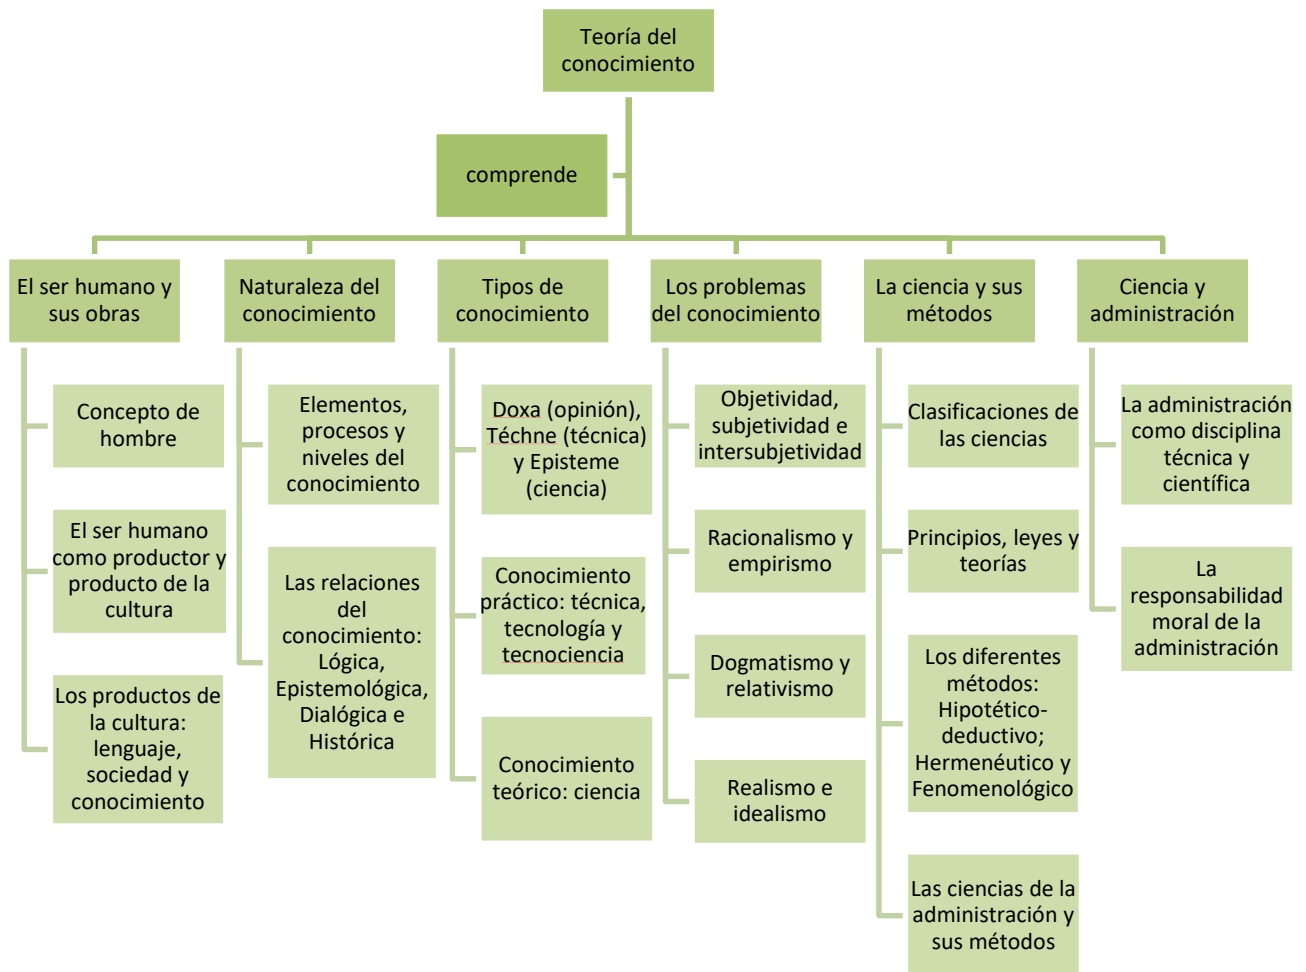 Teoría del
conocimiento
comprende
El ser humano y
sus obras
Concepto de
hombre
El ser humano
como productor y
producto de la
cultura
Los productos de
la cultura:
lenguaje,
sociedad y
conocimiento
Naturaleza del
conocimiento
Elementos,
procesos y
niveles del
conocimiento
Las relaciones
del
conocimiento:
Lógica,
Epistemológica,
Dialógica e
Histórica
Tipos de
conocimiento
Doxa (opinión),
Téchne (técnica)
y Episteme
(ciencia)
Conocimiento
práctico: técnica,
tecnología y
tecnociencia
Conocimiento
teórico: ciencia
Los problemas
del conocimiento
Objetividad,
subjetividad e
intersubjetividad
Racionalismo y
empirismo
Dogmatismo y
relativismo
Realismo e
idealismo
La ciencia y sus
métodos
Clasificaciones de
las ciencias
Principios, leyes y
teorías
Los diferentes
métodos:
Hipotético-
deductivo;
Hermenéutico y
Fenomenológico
Las ciencias de la
administración y
sus métodos
Ciencia y
administración
La administración
como disciplina
técnica y
científica
La
responsabilidad
moral de la
administración